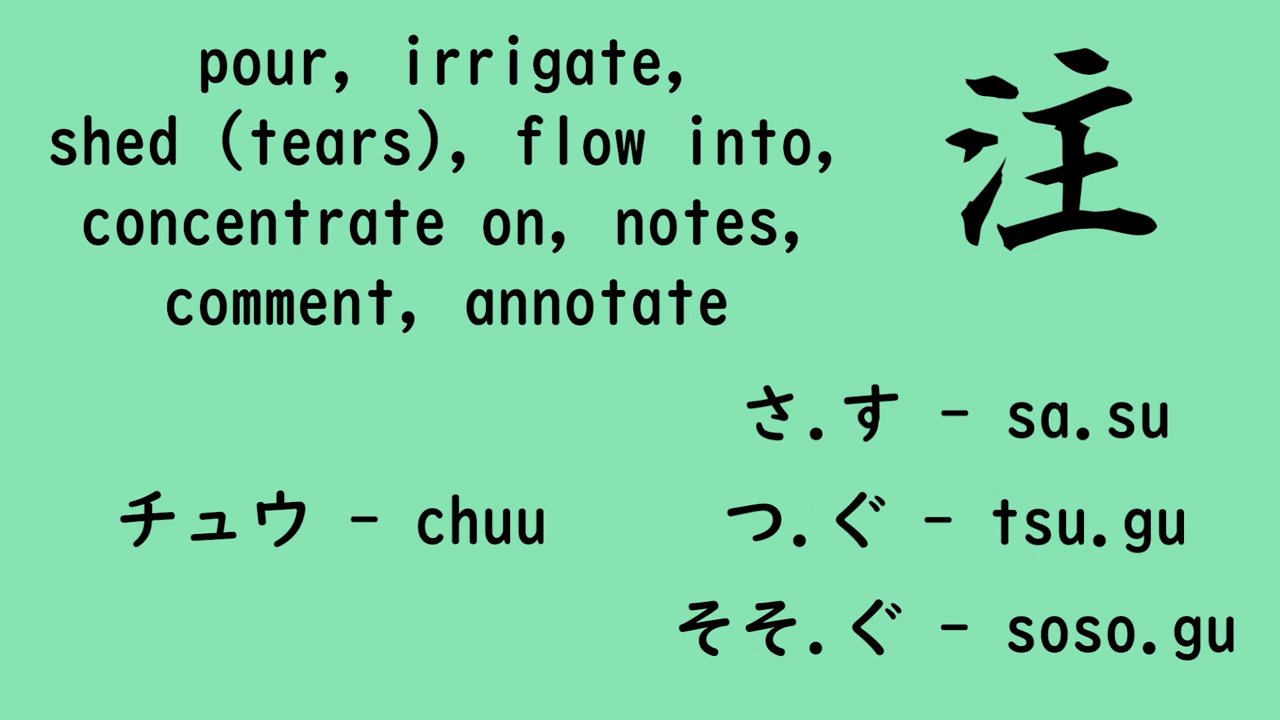 pour, irrigate,
shed (tears), flow into,
concentrate on, notes,
comment, annotate
注
チュウ - chuu
さ.す - sa.su
つ.ぐ - tsu.gu
そそ.ぐ - soso.gu